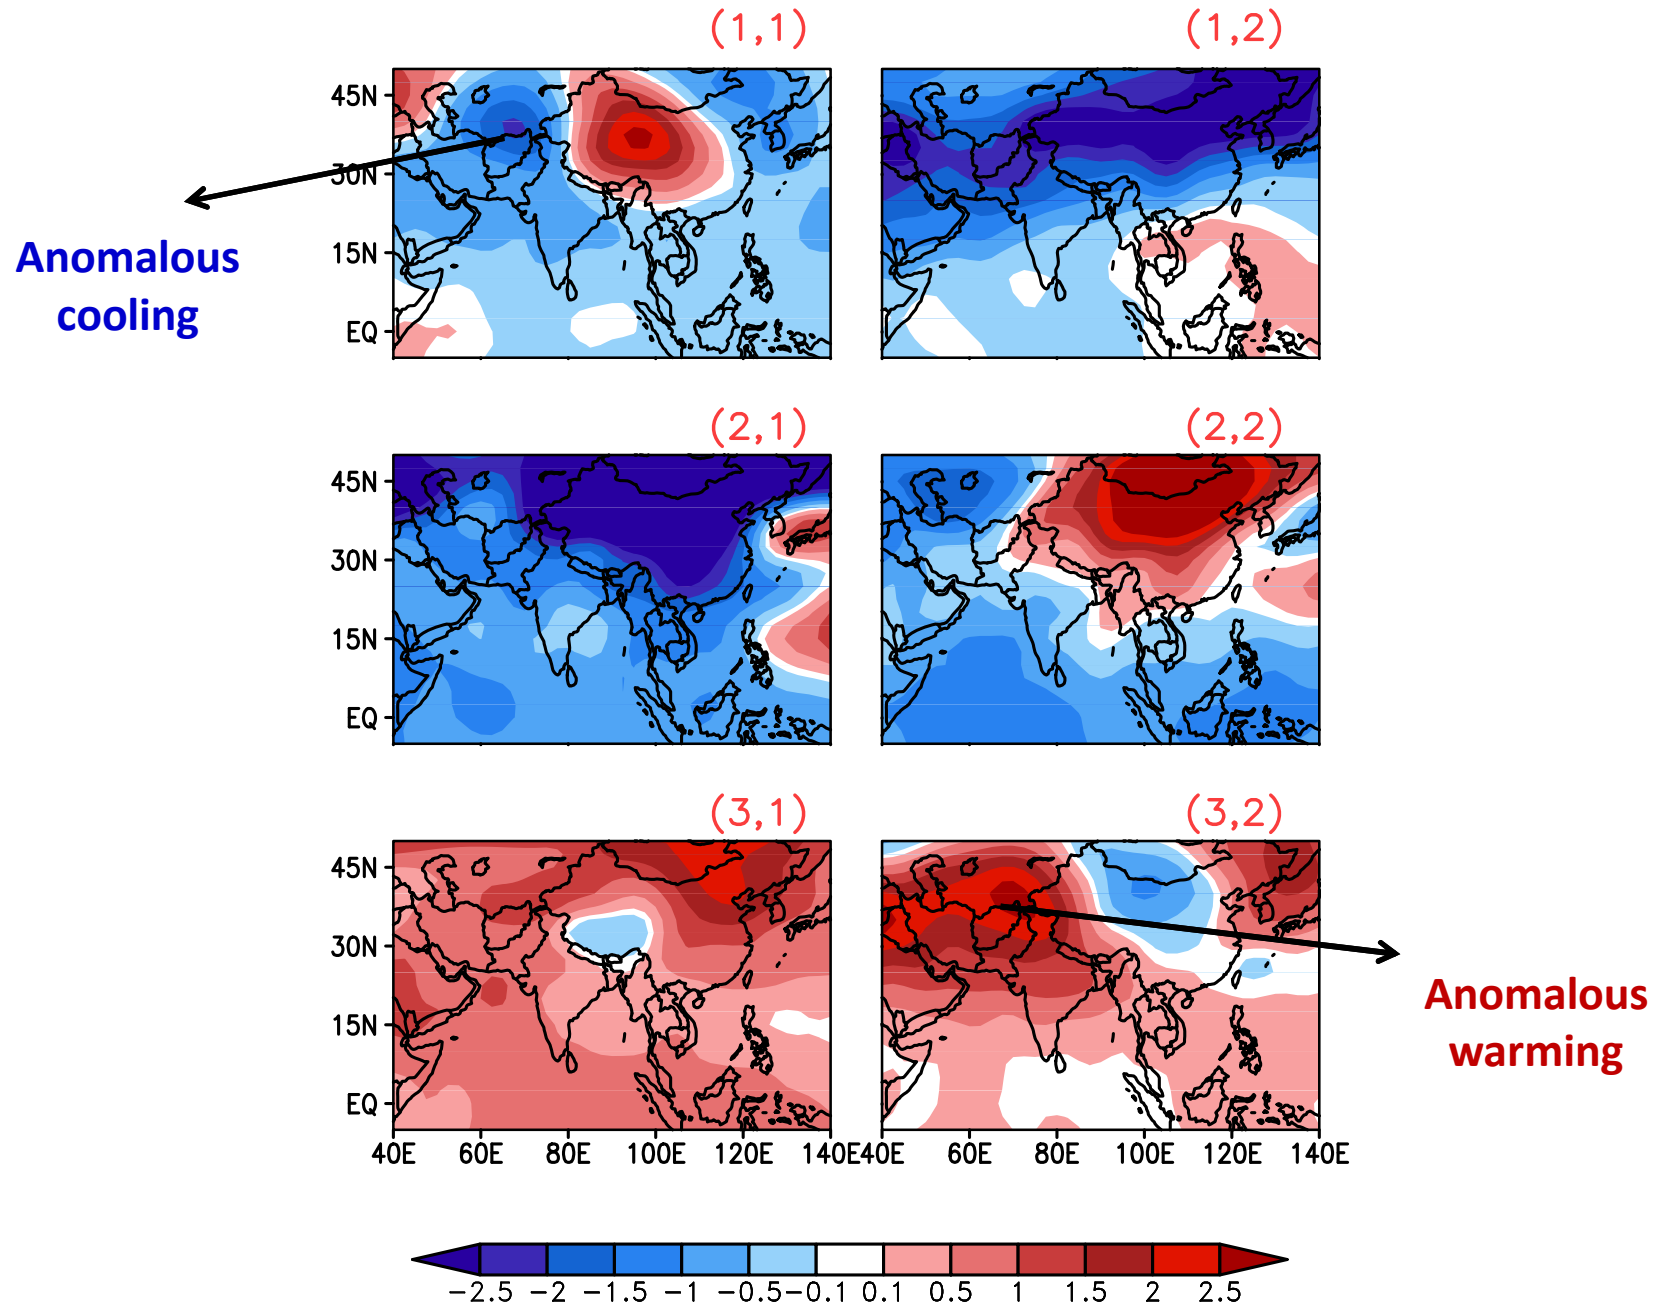 (1,1)
(1,2)
45N
30N
15N
EQ
Anomalous
cooling
(2,1)
(2,2)
45N
30N
15N
EQ
(3,1)
(3,2)
45N
30N
15N
EQ
Anomalous
warming
40E 60E 80E 100E 120E 140E 40E 60E 80E 100E 120E 140E
−2.5 −2 −1.5 −1 −0.5 −0.1 0.1 0.5 1 1.5 2 2.5